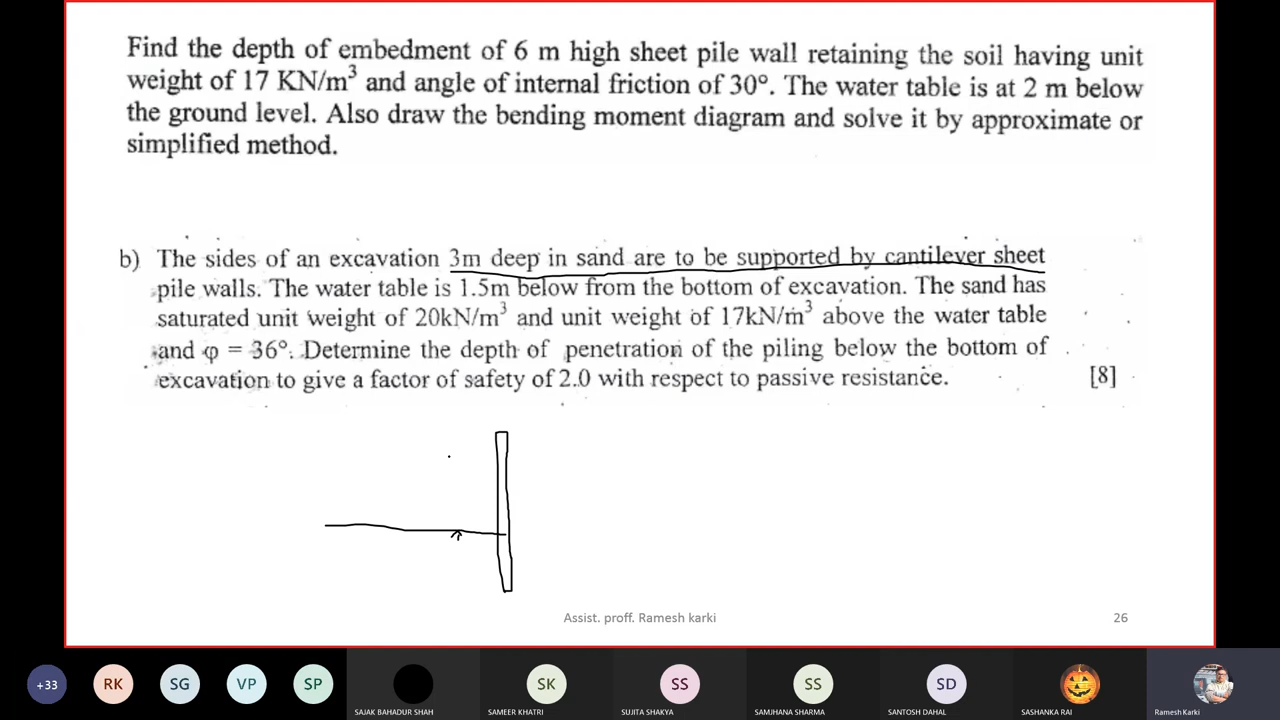 Find the depth of embedment of 6 m high sheet pile wall retaining the soil having unit
weight of 17 KN/m³ and angle of internal friction of 30°. The water table is at 2 m below
the ground level. Also draw the bending moment diagram and solve it by approximate or
simplified method.
b) The sides of an excavation 3m deep in sand are to be supported by cantilever sheet
pile walls. The water table is 1.5m below from the bottom of excavation. The sand has
saturated unit weight of 20kN/m³ and unit weight of 17kN/m³ above the water table
and φ = 36°. Determine the depth of penetration of the piling below the bottom of
excavation to give a factor of safety of 2.0 with respect to passive resistance. [8]
Assist. proff. Ramesh karki 26
+33 RK SG VP SP SK SS SS SD
SAJAK BAHADUR SHAH SAMEER KHATRI SUJITA SHAKYA SAMJHANA SHARMA SANTOSH DAHAL SASHANKA RAI Ramesh Karki